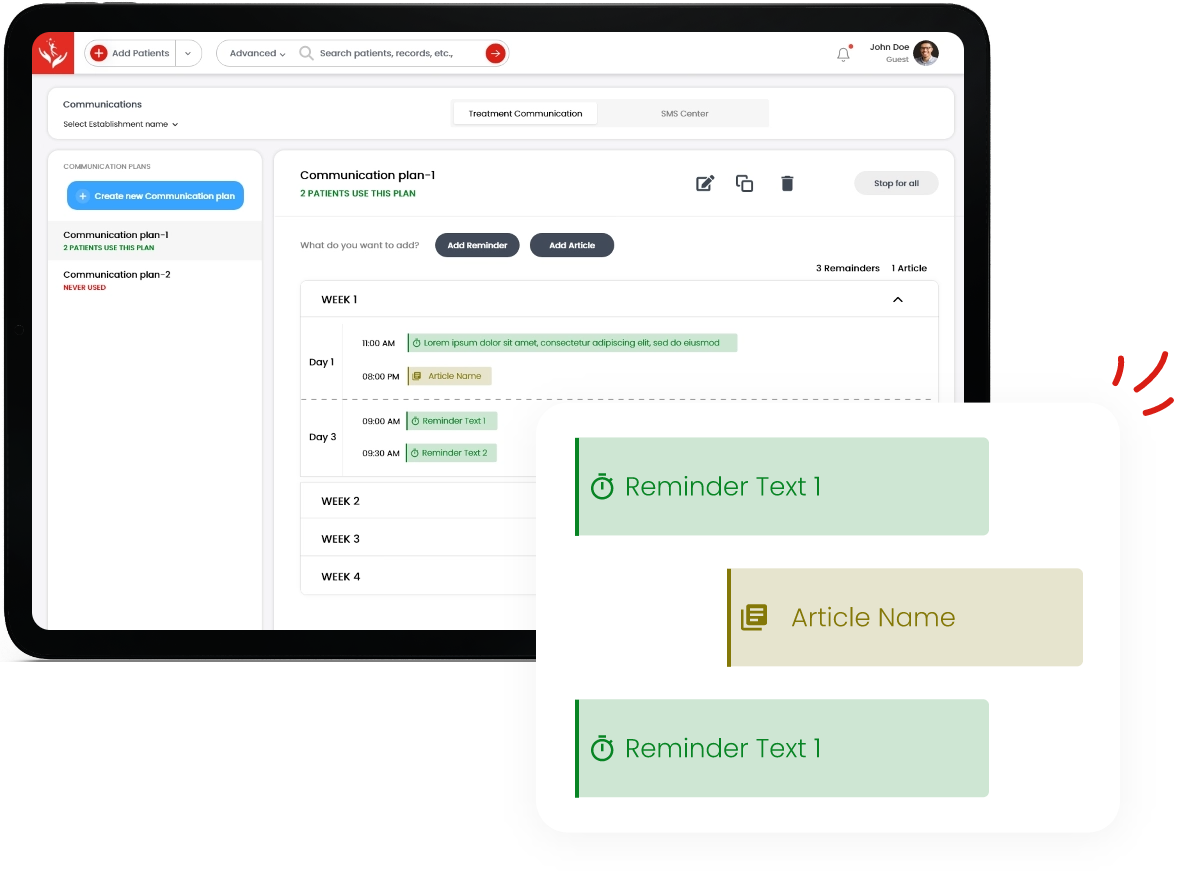 Add Patients
Advanced
Search patients, records, etc.,
John Doe
Guest
Communications
Select Establishment name
Treatment Communication
SMS Center
COMMUNICATION PLANS
Create new Communication plan
Communication plan-1
2 PATIENTS USE THIS PLAN
Communication plan-2
NEVER USED
Communication plan-1
2 PATIENTS USE THIS PLAN
Stop for all
What do you want to add?
Add Reminder
Add Article
3 Remainders 1 Article
WEEK 1
Day 1
11:00 AM
Lorem ipsum dolor sit amet, consectetur adipiscing elit, sed do eiusmod
08:00 PM
Article Name
Day 3
09:00 AM
Reminder Text 1
09:30 AM
Reminder Text 2
WEEK 2
WEEK 3
WEEK 4
Reminder Text 1
Article Name
Reminder Text 1